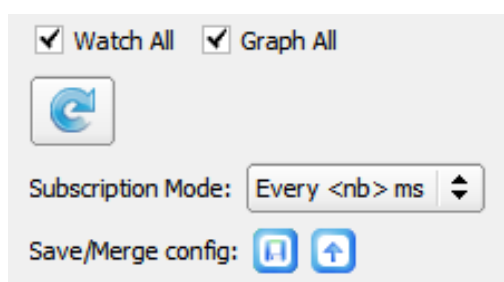 Watch All Graph All
Subscription Mode: Every <nb> ms
Save/Merge config: